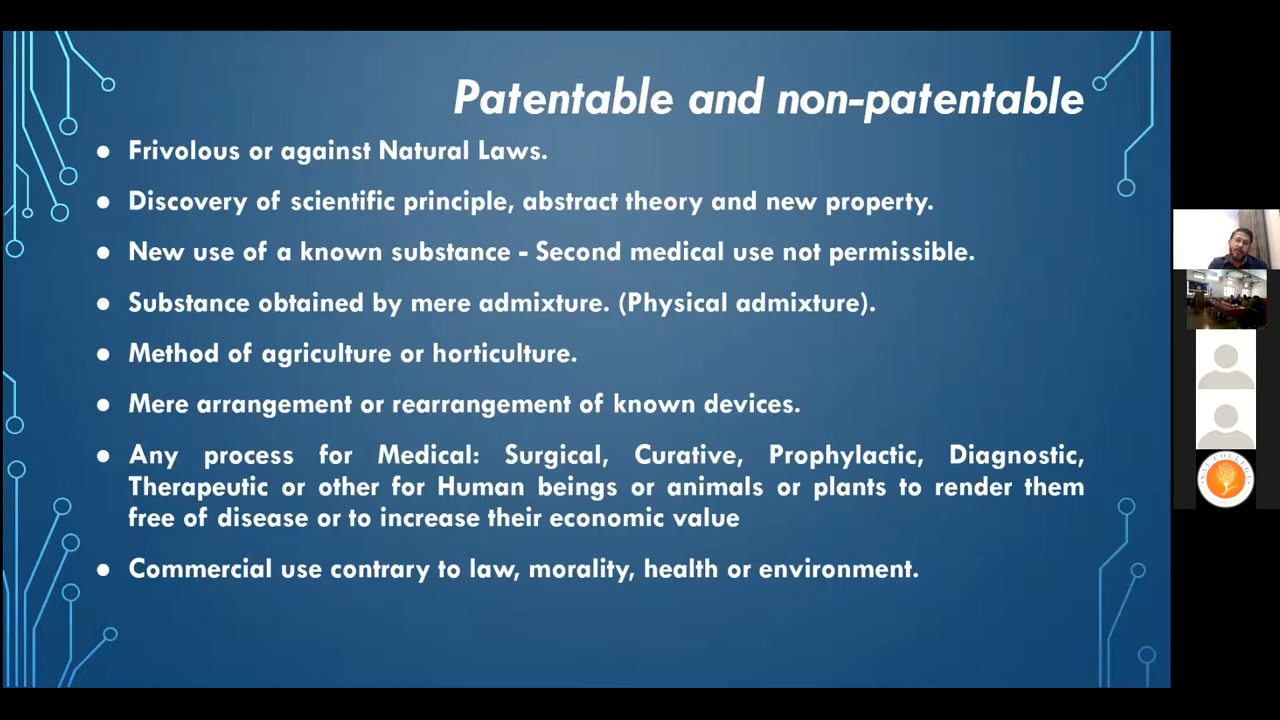 Patentable and non-patentable
● Frivolous or against Natural Laws.
● Discovery of scientific principle, abstract theory and new property.
● New use of a known substance - Second medical use not permissible.
● Substance obtained by mere admixture. (Physical admixture).
● Method of agriculture or horticulture.
● Mere arrangement or rearrangement of known devices.
● Any process for Medical: Surgical, Curative, Prophylactic, Diagnostic,
Therapeutic or other for Human beings or animals or plants to render them
free of disease or to increase their economic value
● Commercial use contrary to law, morality, health or environment.